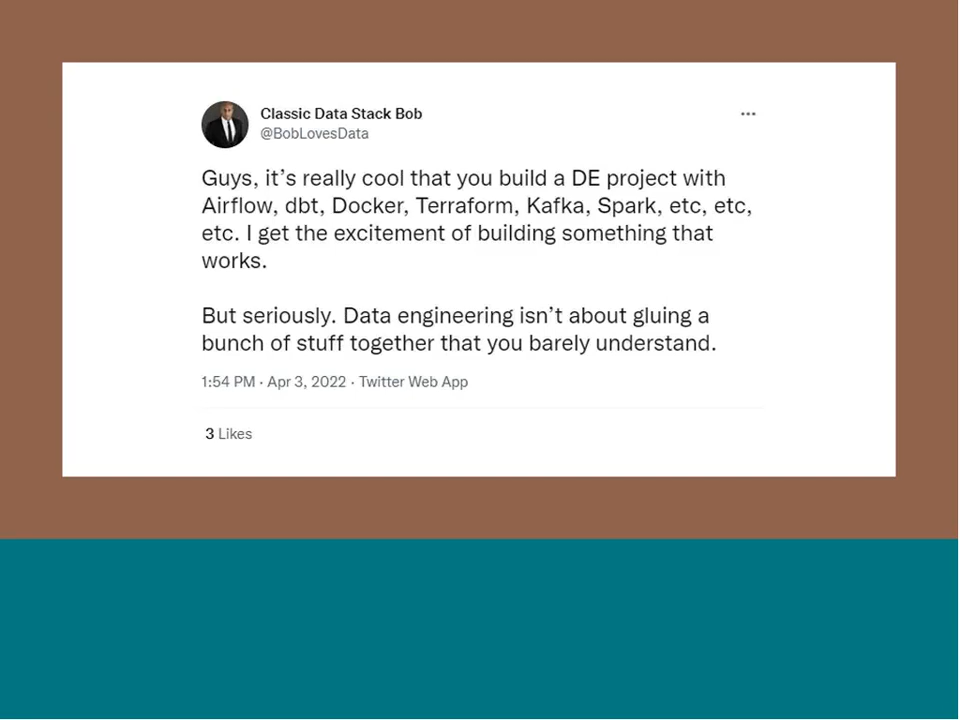 Classic Data Stack Bob
@BobLovesData
Guys, it’s really cool that you build a DE project with
Airflow, dbt, Docker, Terraform, Kafka, Spark, etc, etc,
etc. I get the excitement of building something that
works.
But seriously. Data engineering isn’t about gluing a
bunch of stuff together that you barely understand.
1:54 PM · Apr 3, 2022 · Twitter Web App
3 Likes